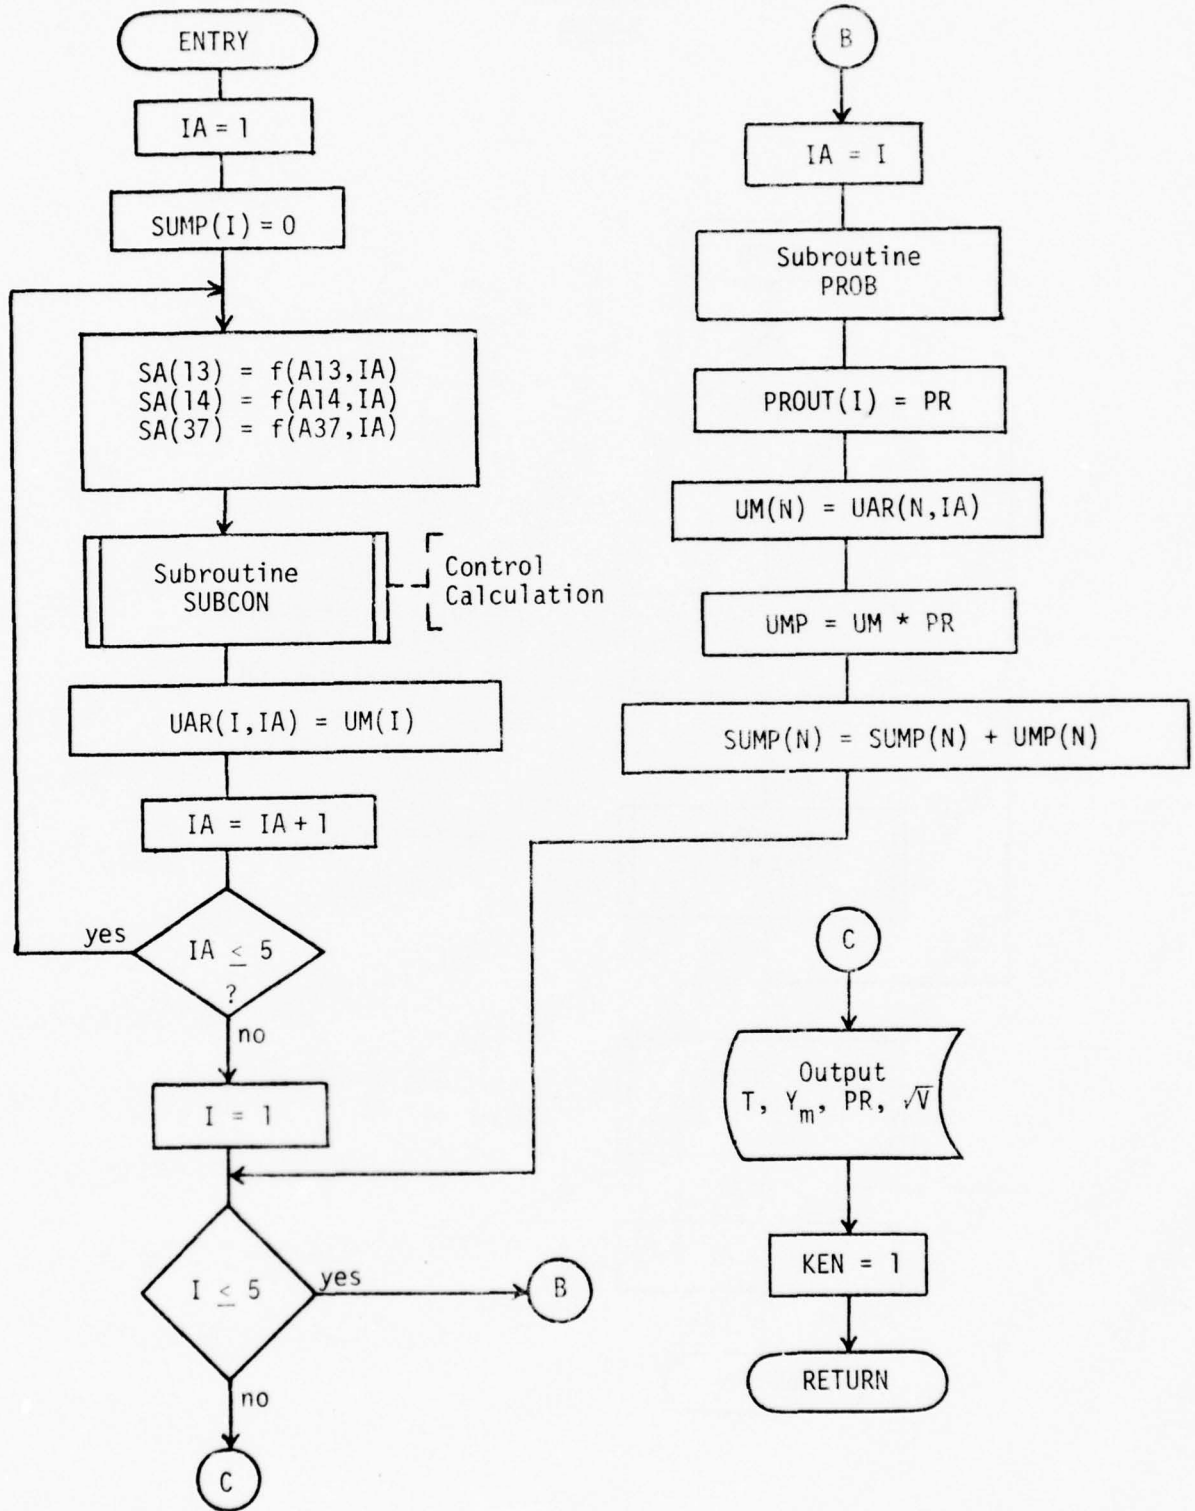 ENTRY
IA = 1
SUMP(I) = 0
SA(13) = f(A13,IA)
SA(14) = f(A14,IA)
SA(37) = f(A37,IA)
Subroutine
SUBCON
Control
Calculation
UAR(I,IA) = UM(I)
IA = IA + 1
yes
IA ≤ 5
?
no
I = 1
I ≤ 5
yes
B
no
C
B
IA = I
Subroutine
PROB
PROUT(I) = PR
UM(N) = UAR(N,IA)
UMP = UM * PR
SUMP(N) = SUMP(N) + UMP(N)
C
Output
T, Yₘ, PR, √V
KEN = 1
RETURN